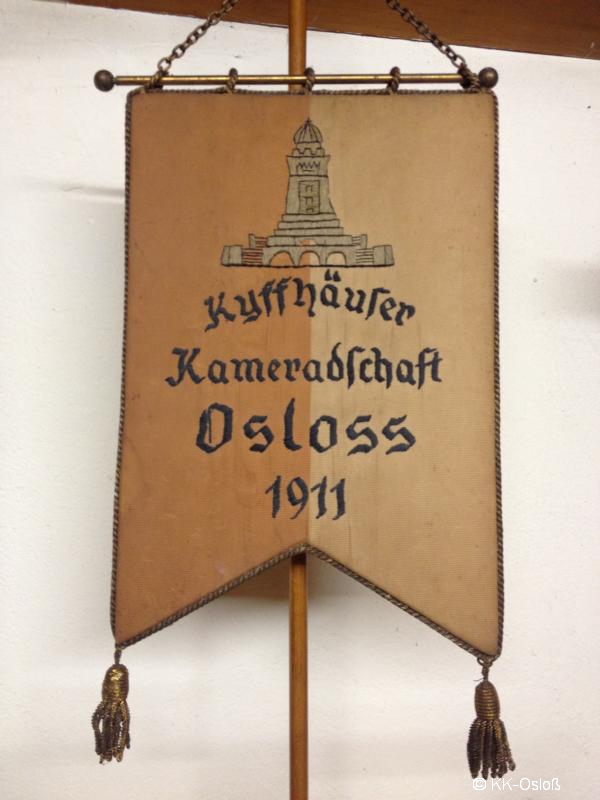 Kyffhäuſer
Kameradſchaft
Osloss
1911
© KK-Osloß